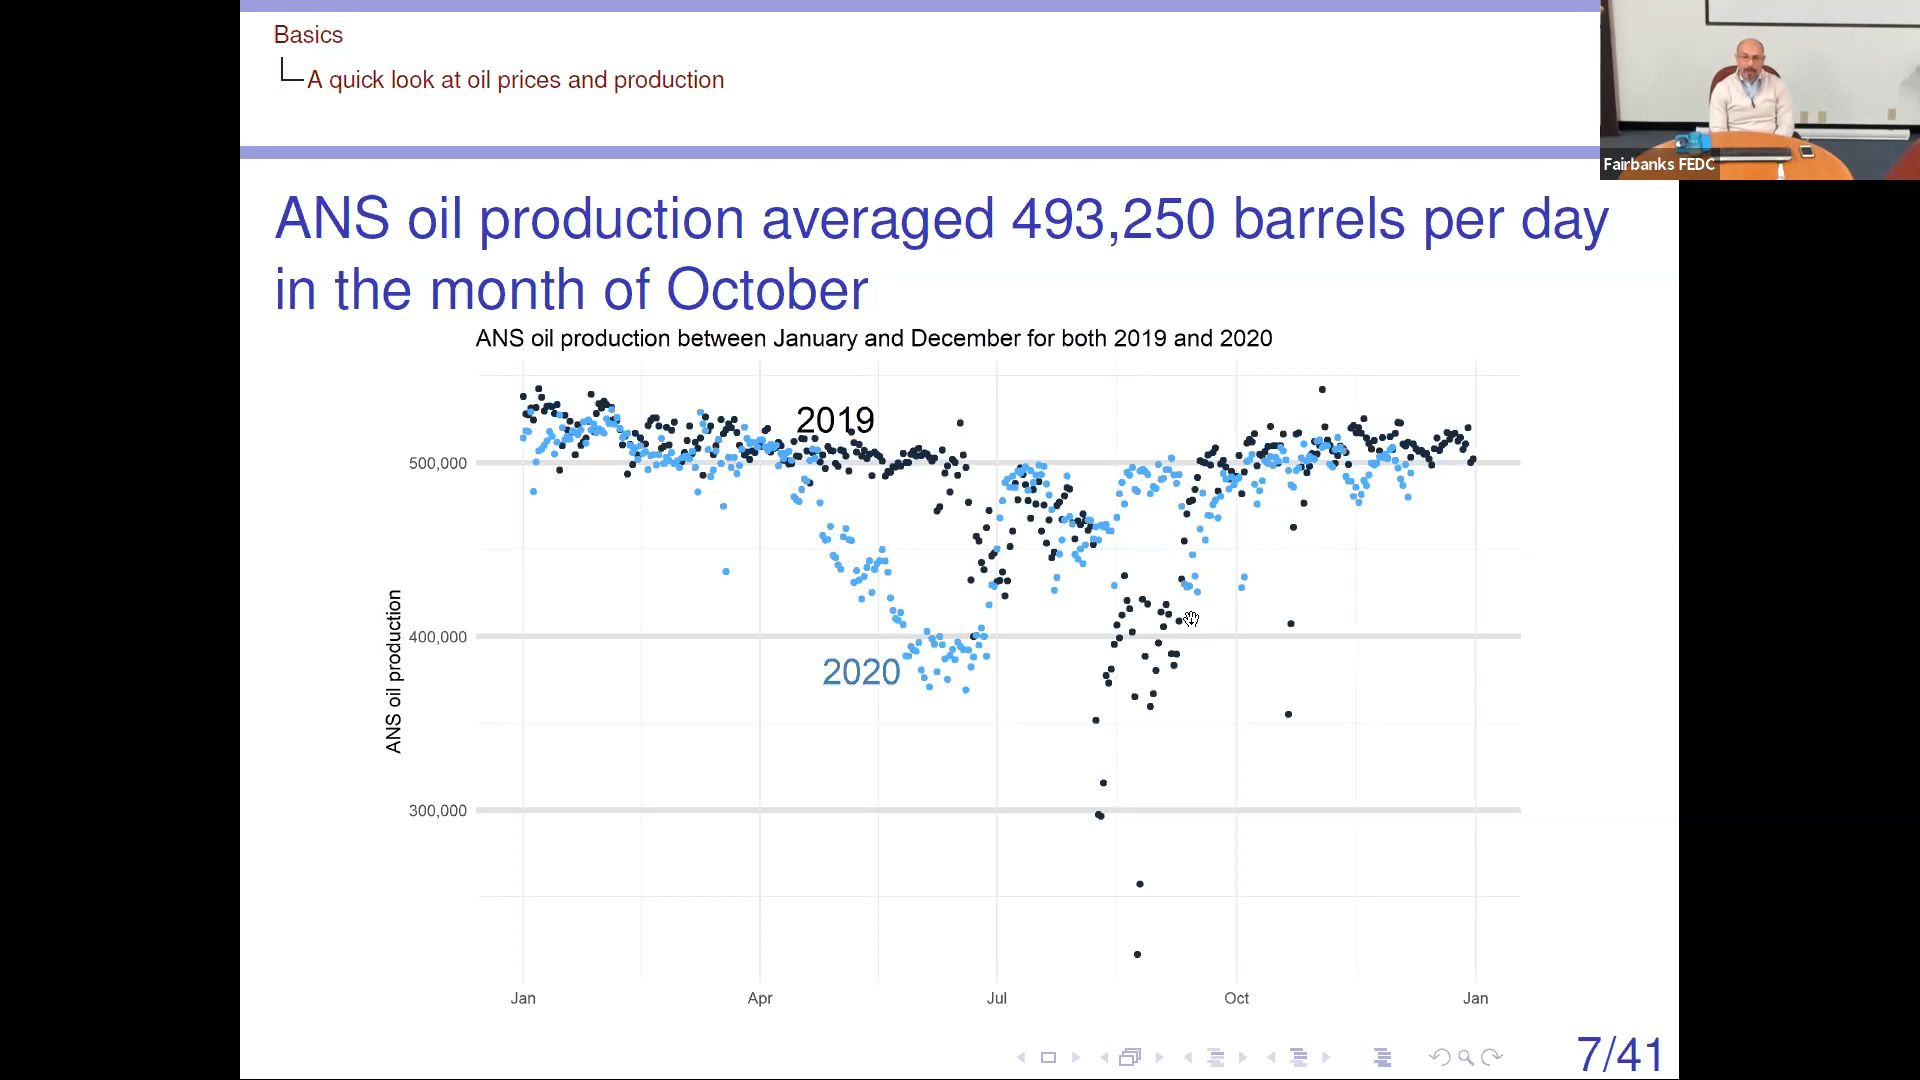 Basics
A quick look at oil prices and production
Fairbanks FEDC
ANS oil production averaged 493,250 barrels per day
in the month of October
ANS oil production between January and December for both 2019 and 2020
2019
500,000
ANS oil production
400,000
2020
300,000
Jan
Apr
Jul
Oct
Jan
7/41